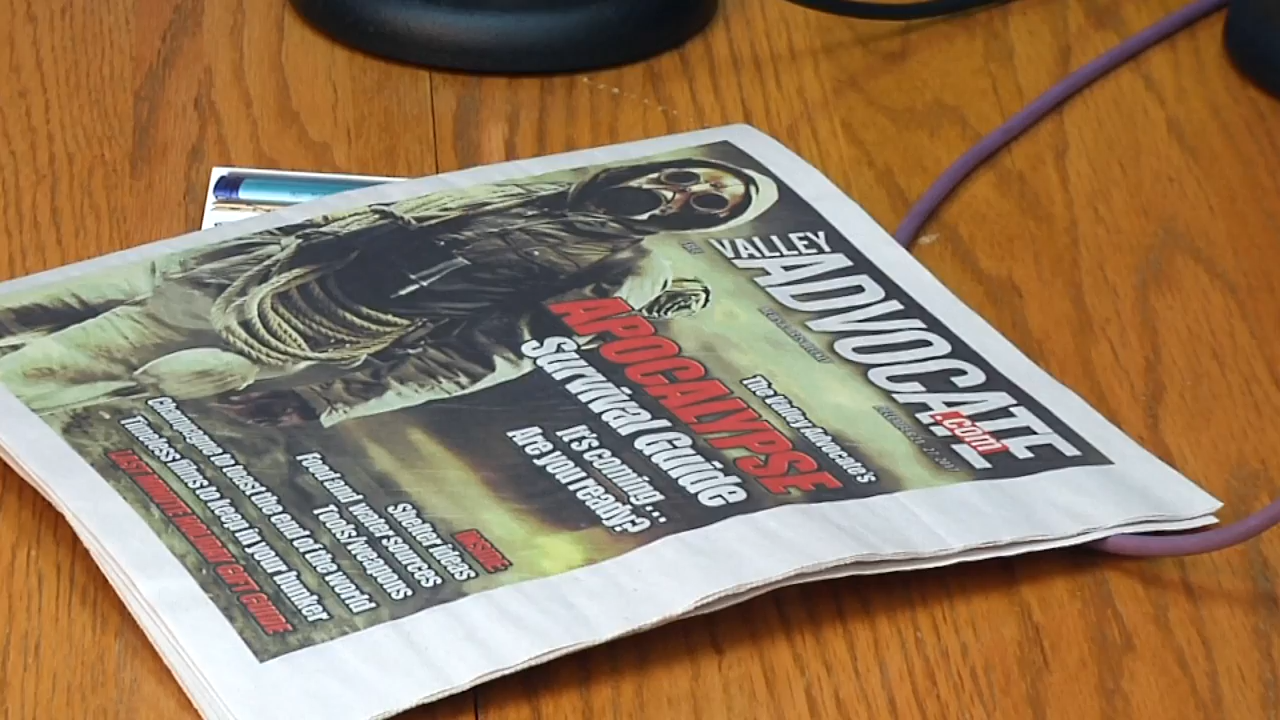 FREE
VALLEY
ADVOCATE
.com
The Valley Advocate's
APOCALYPSE
Survival Guide
It's coming...
Are you ready?
INSIDE
Shelter ideas
Food and water sources
Tools/weapons
Champagne to toast the end of the world
Timeless films to keep in your bunker
LAST MINUTE HOLIDAY GIFT GUIDE